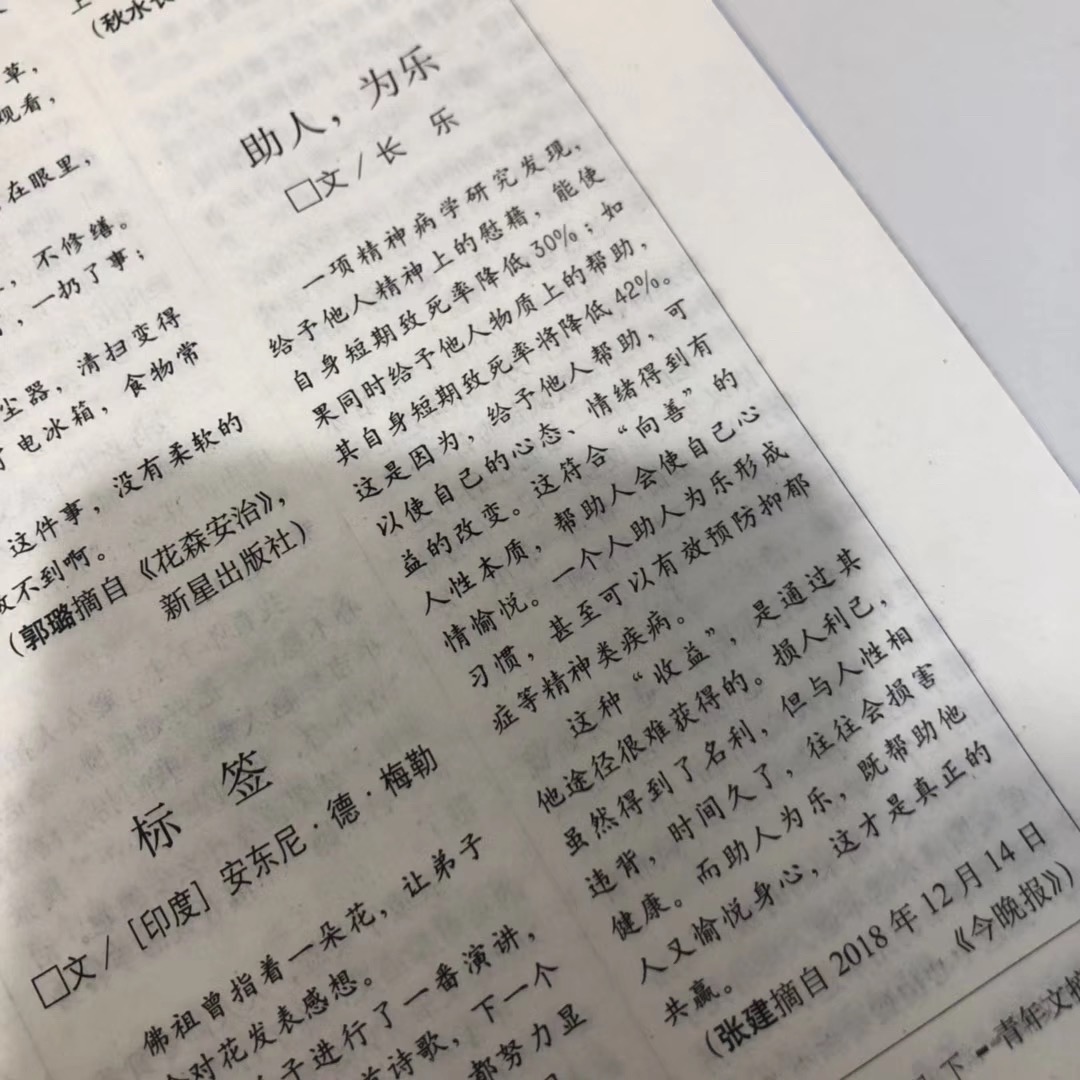 上
(秋水长
草，
观看，
在眼里，
，不修缮。
，一扔了事；
尘器，清扫变得
了电冰箱，食物常
这件事，没有柔软的
不到啊。
(郭璐摘自《花森安治》，
新星出版社)
标 签
□文/[印度]安东尼·德·梅勒
佛祖曾指着一朵花，让弟子
对花发表感想。
子进行了一番演讲，
首诗歌，下一个
都努力显
助人，为乐
□文/长 乐
一项精神病学研究发现，
给予他人精神上的慰藉，能使
自身短期致死率降低30%；如
果同时给予他人物质上的帮助，
其自身短期致死率将降低42%。
这是因为，给予他人帮助，可
以使自己的心态、情绪得到有
益的改变。这符合“向善”的
人性本质，帮助人会使自己心
情愉悦。一个人助人为乐形成
习惯，甚至可以有效预防抑郁
症等精神类疾病。
这种“收益”，是通过其
他途径很难获得的。损人利己，
虽然得到了名利，但与人性相
违背，时间久了，往往会损害
健康。而助人为乐，既帮助他
人又愉悦身心，这才是真正的
共赢。
(张建摘自2018年12月14日
《今晚报》)
下-青年文摘